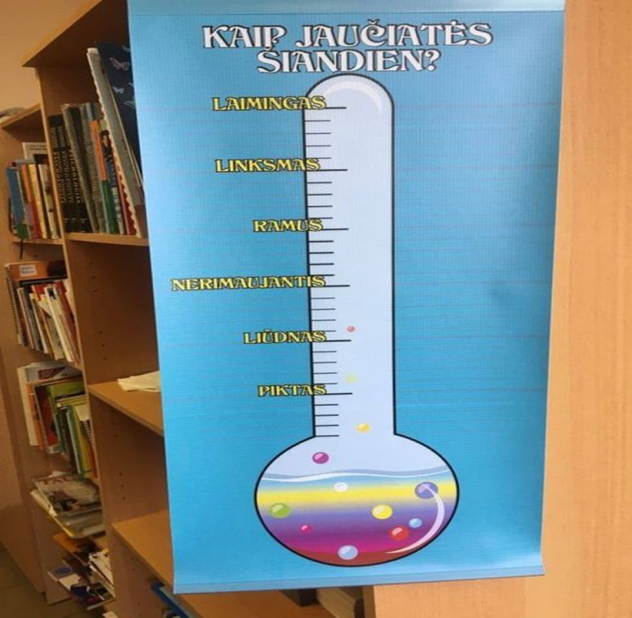 KAIP JAUČIATĖS
ŠIANDIEN?
LAIMINGAS
LINKSMAS
RAMUS
NERIMAUJANTIS
LIŪDNAS
PIKTAS